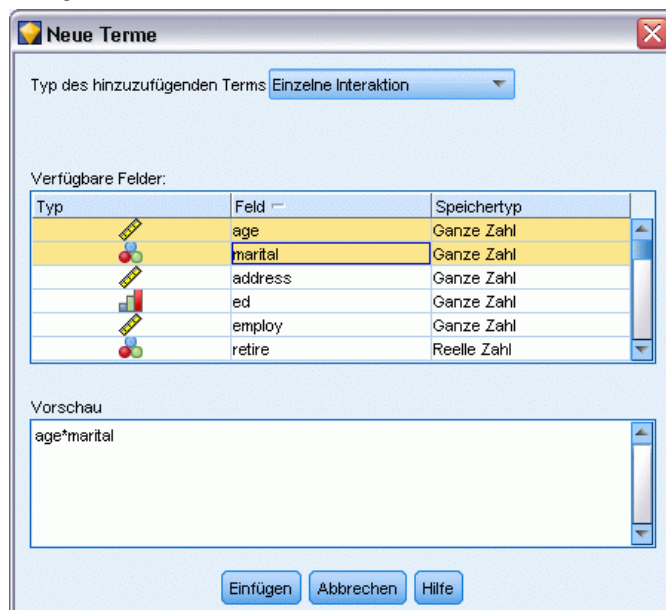 Neue Terme
Typ des hinzuzufügenden Terms Einzelne Interaktion
Verfügbare Felder:
Typ Feld Speichertyp
age Ganze Zahl
marital Ganze Zahl
address Ganze Zahl
ed Ganze Zahl
employ Ganze Zahl
retire Reelle Zahl
Vorschau
age*marital
Einfügen Abbrechen Hilfe